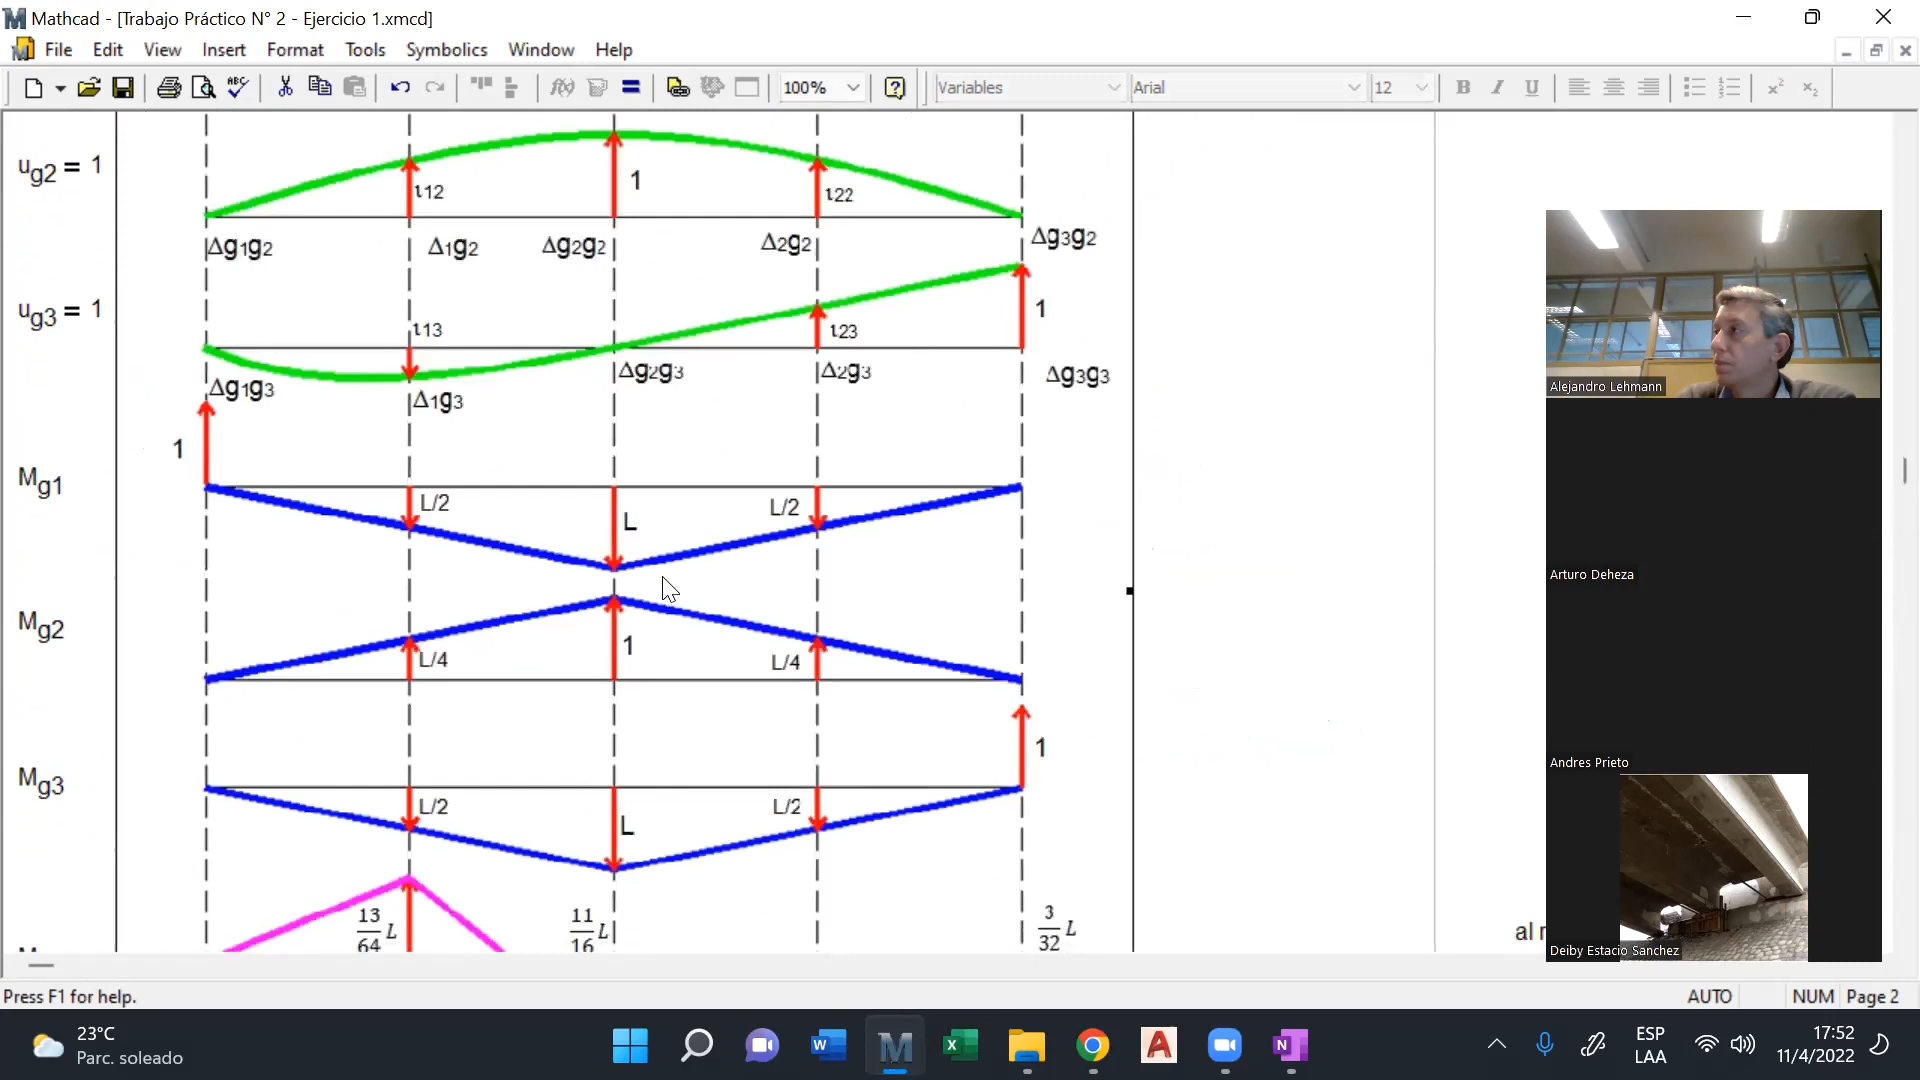 Mathcad - [Trabajo Práctico N° 2 - Ejercicio 1.xmcd]
File Edit View Insert Format Tools Symbolics Window Help
100% Variables Arial 12 B I U
ug2 = 1
ι12
1
ι22
Δg1g2 Δ1g2 Δg2g2 Δ2g2 Δg3g2
ug3 = 1
ι13
ι23
1
Δg1g3 Δ1g3 Δg2g3 Δ2g3 Δg3g3
1
Mg1
L/2
L
L/2
Mg2
L/4
1
L/4
1
Mg3
L/2
L
L/2
13/64 L
11/16 L
3/32 L
Alejandro Lehmann
Arturo Deheza
Andres Prieto
Deiby Estacio Sanchez
Press F1 for help.
AUTO NUM Page 2
23°C
Parc. soleado
ESP
LAA
17:52
11/4/2022